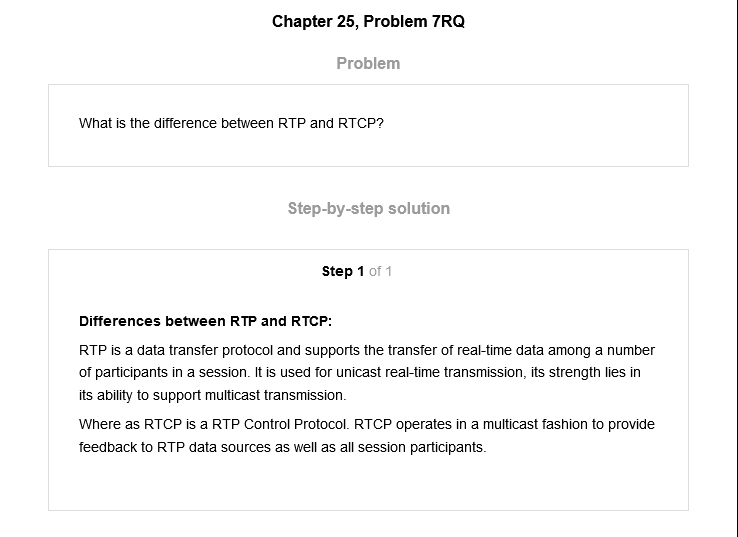 Chapter 25, Problem 7RQ
Problem
What is the difference between RTP and RTCP?
Step-by-step solution
Step 1 of 1
Differences between RTP and RTCP:
RTP is a data transfer protocol and supports the transfer of real-time data among a number
of participants in a session. It is used for unicast real-time transmission, its strength lies in
its ability to support multicast transmission.
Where as RTCP is a RTP Control Protocol. RTCP operates in a multicast fashion to provide
feedback to RTP data sources as well as all session participants.